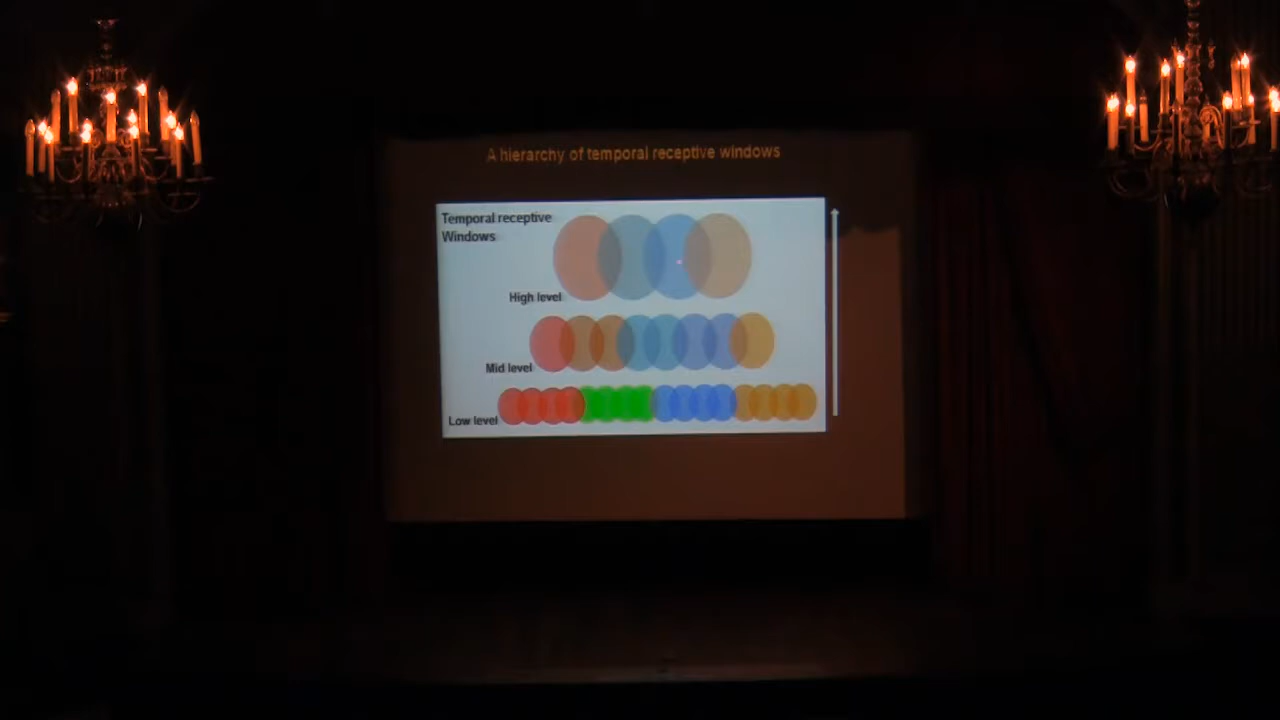 A hierarchy of temporal receptive windows
Temporal receptive
Windows
High level
Mid level
Low level